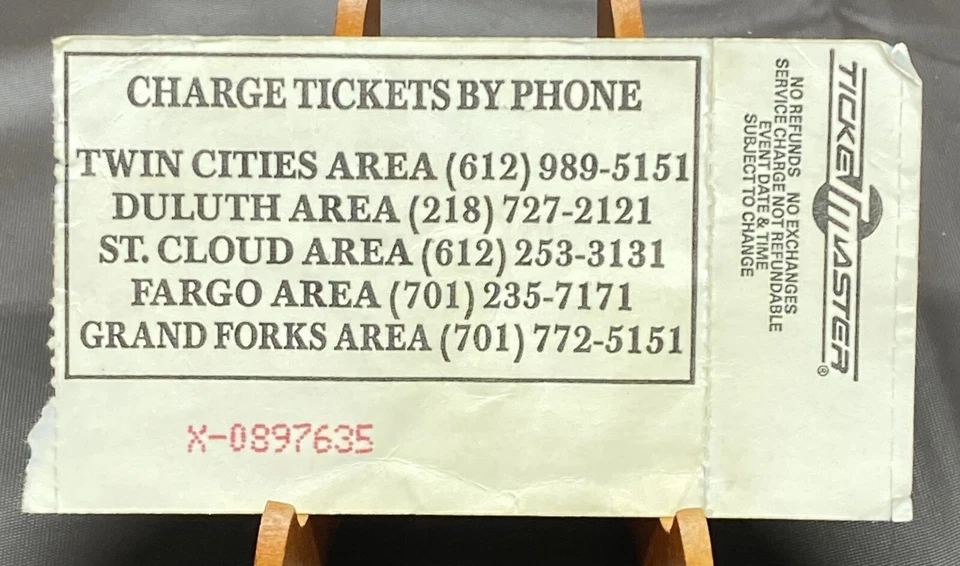 CHARGE TICKETS BY PHONE
TWIN CITIES AREA (612) 989-5151
DULUTH AREA (218) 727-2121
ST. CLOUD AREA (612) 253-3131
FARGO AREA (701) 235-7171
GRAND FORKS AREA (701) 772-5151
X-0897635
TICKETMASTER®
NO REFUNDS NO EXCHANGES
SERVICE CHARGE NOT REFUNDABLE
EVENT DATE & TIME
SUBJECT TO CHANGE